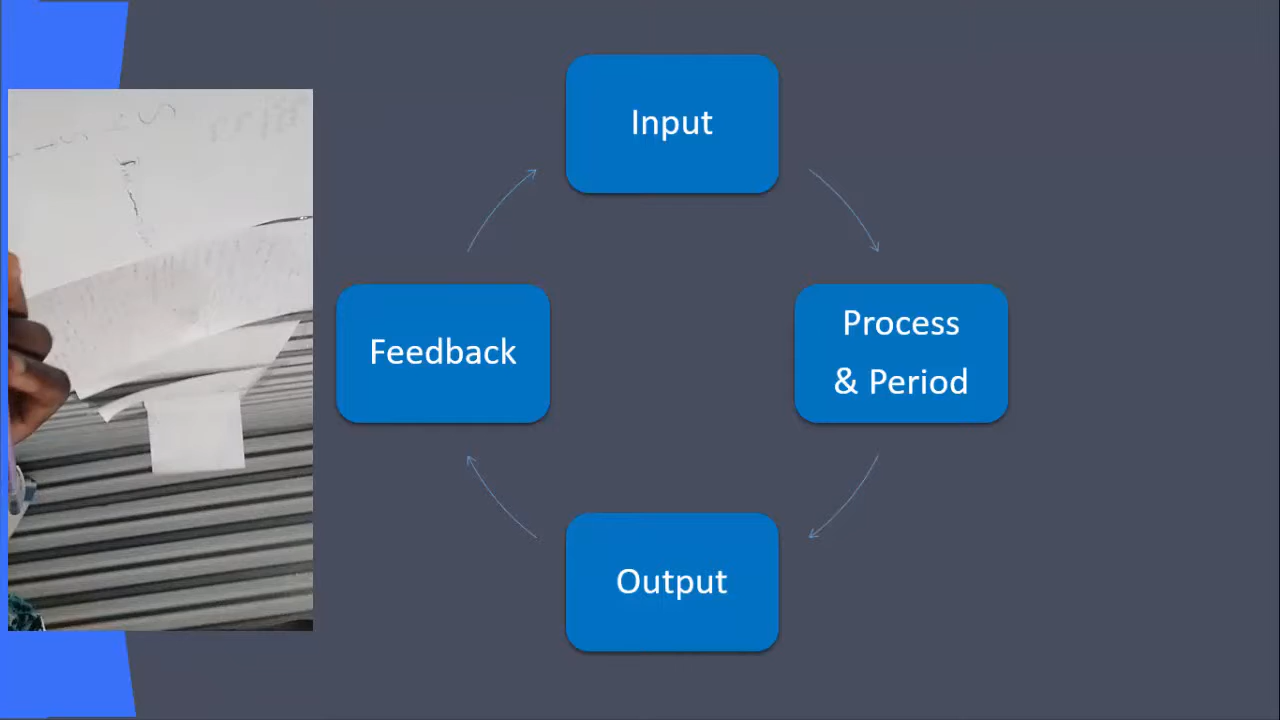 Input
Process
& Period
Output
Feedback